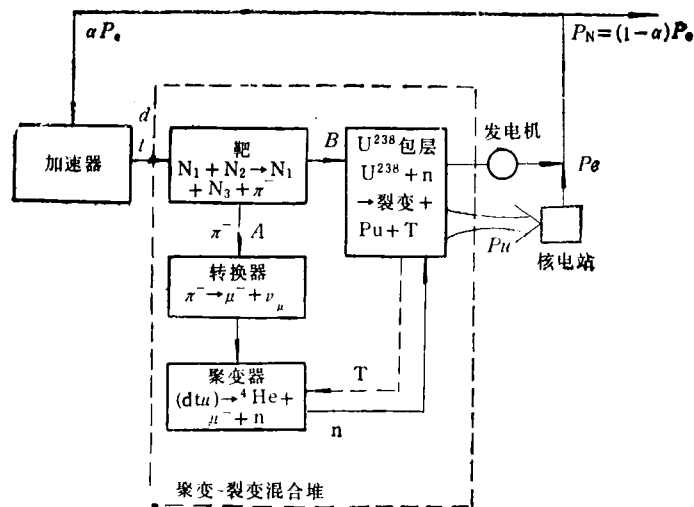 αPe
P_N=(1-α)Pe
d
t
加速器
靶
N₁+N₂→N₁
+N₃+π⁻
B
U²³⁸包层
U²³⁸+n
→裂变+
Pu+T
发电机
Pe
Pu
核电站
π⁻ A
转换器
π⁻→μ⁻+ν_μ
聚变器
(dtμ)→⁴He+
μ⁻+n
T
n
聚变-裂变混合堆